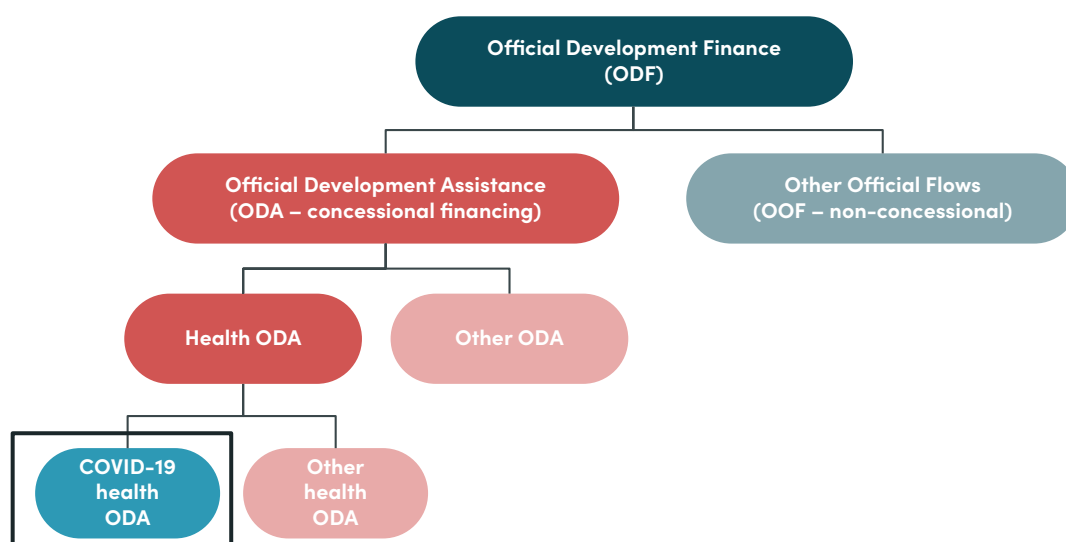 Official Development Finance
(ODF)
Official Development Assistance
(ODA – concessional financing)
Other Official Flows
(OOF – non-concessional)
Health ODA
Other ODA
COVID-19
health
ODA
Other
health
ODA